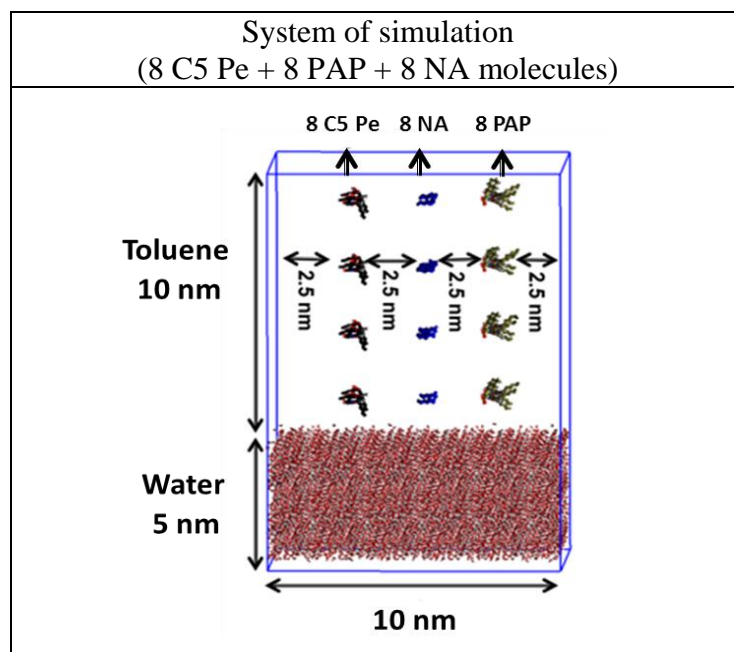 System of simulation
(8 C5 Pe + 8 PAP + 8 NA molecules)
8 C5 Pe 8 NA 8 PAP
Toluene
10 nm
2.5 nm 2.5 nm 2.5 nm 2.5 nm
Water
5 nm
10 nm